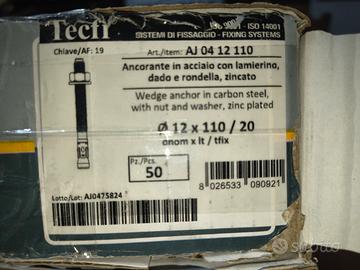 Tecfi
ISO 9001 - ISO 14001
SISTEMI DI FISSAGGIO - FIXING SYSTEMS
Chiave/AF: 19
Art./item: AJ 04 12 110
Ancorante in acciaio con lamierino,
dado e rondella, zincato
Wedge anchor in carbon steel,
with nut and washer, zinc plated
Ø 12 x 110 / 20
dnom x lt / tfix
Pz./Pcs.
50
Lotto/Lot: AJ0475824
8 026533 090921
subito